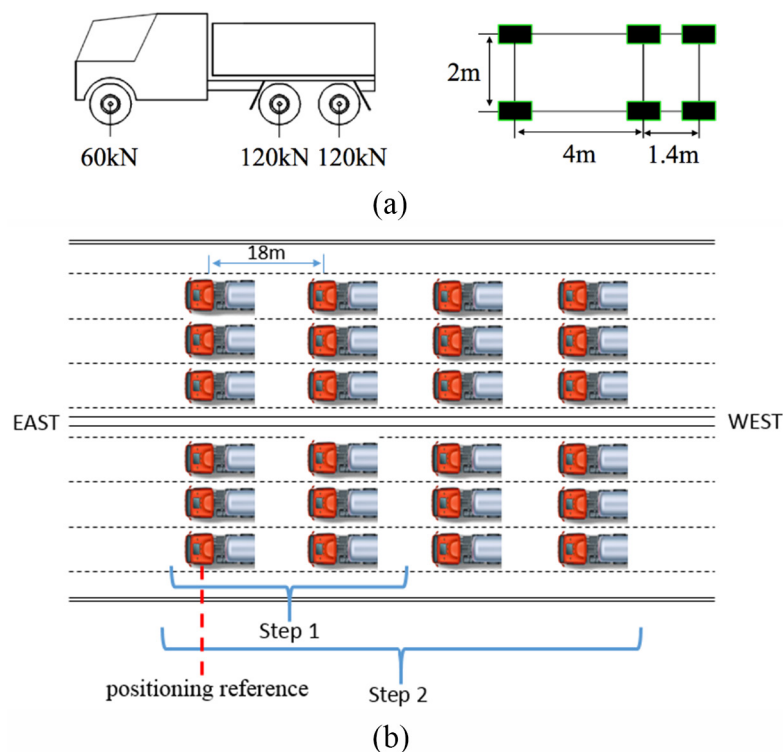 2m
60kN
120kN 120kN
4m
1.4m
(a)
18m
EAST
WEST
Step 1
positioning reference
Step 2
(b)